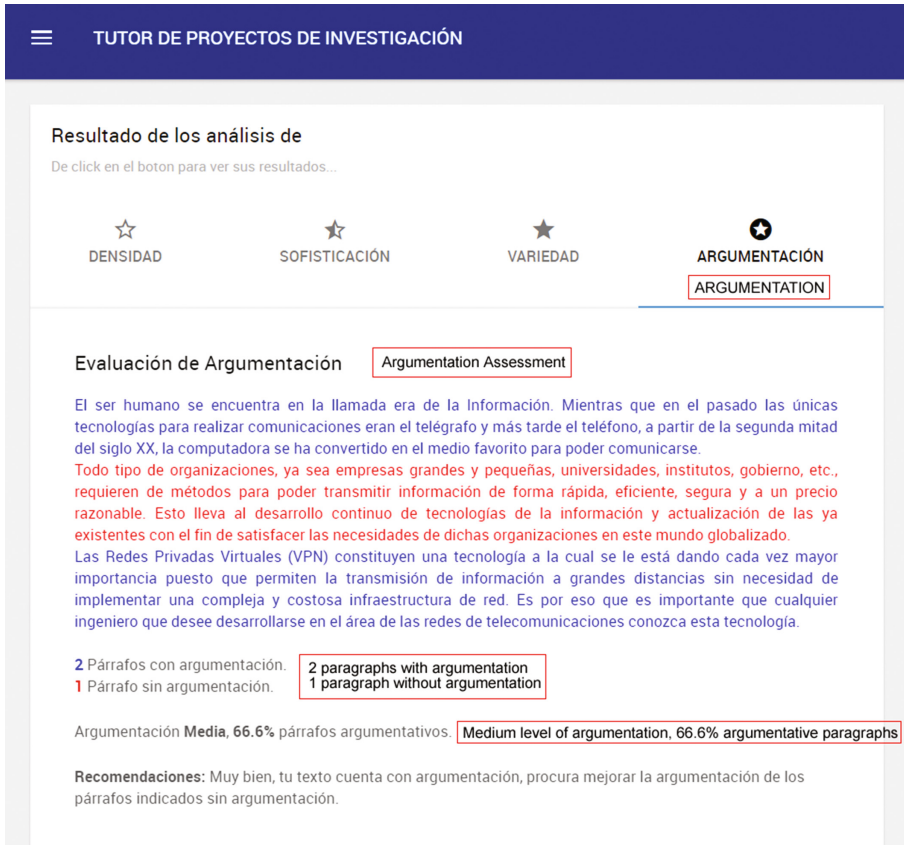 TUTOR DE PROYECTOS DE INVESTIGACIÓN
Resultado de los análisis de
De click en el boton para ver sus resultados...
DENSIDAD
SOFISTICACIÓN
VARIEDAD
ARGUMENTACIÓN
ARGUMENTATION
Evaluación de Argumentación
Argumentation Assessment
El ser humano se encuentra en la llamada era de la Información. Mientras que en el pasado las únicas
tecnologías para realizar comunicaciones eran el telégrafo y más tarde el teléfono, a partir de la segunda mitad
del siglo XX, la computadora se ha convertido en el medio favorito para poder comunicarse.
Todo tipo de organizaciones, ya sea empresas grandes y pequeñas, universidades, institutos, gobierno, etc.,
requieren de métodos para poder transmitir información de forma rápida, eficiente, segura y a un precio
razonable. Esto lleva al desarrollo continuo de tecnologías de la información y actualización de las ya
existentes con el fin de satisfacer las necesidades de dichas organizaciones en este mundo globalizado.
Las Redes Privadas Virtuales (VPN) constituyen una tecnología a la cual se le está dando cada vez mayor
importancia puesto que permiten la transmisión de información a grandes distancias sin necesidad de
implementar una compleja y costosa infraestructura de red. Es por eso que es importante que cualquier
ingeniero que desee desarrollarse en el área de las redes de telecomunicaciones conozca esta tecnología.
2 Párrafos con argumentación.
1 Párrafo sin argumentación.
2 paragraphs with argumentation
1 paragraph without argumentation
Argumentación Media, 66.6% párrafos argumentativos.
Medium level of argumentation, 66.6% argumentative paragraphs
Recomendaciones: Muy bien, tu texto cuenta con argumentación, procura mejorar la argumentación de los
párrafos indicados sin argumentación.